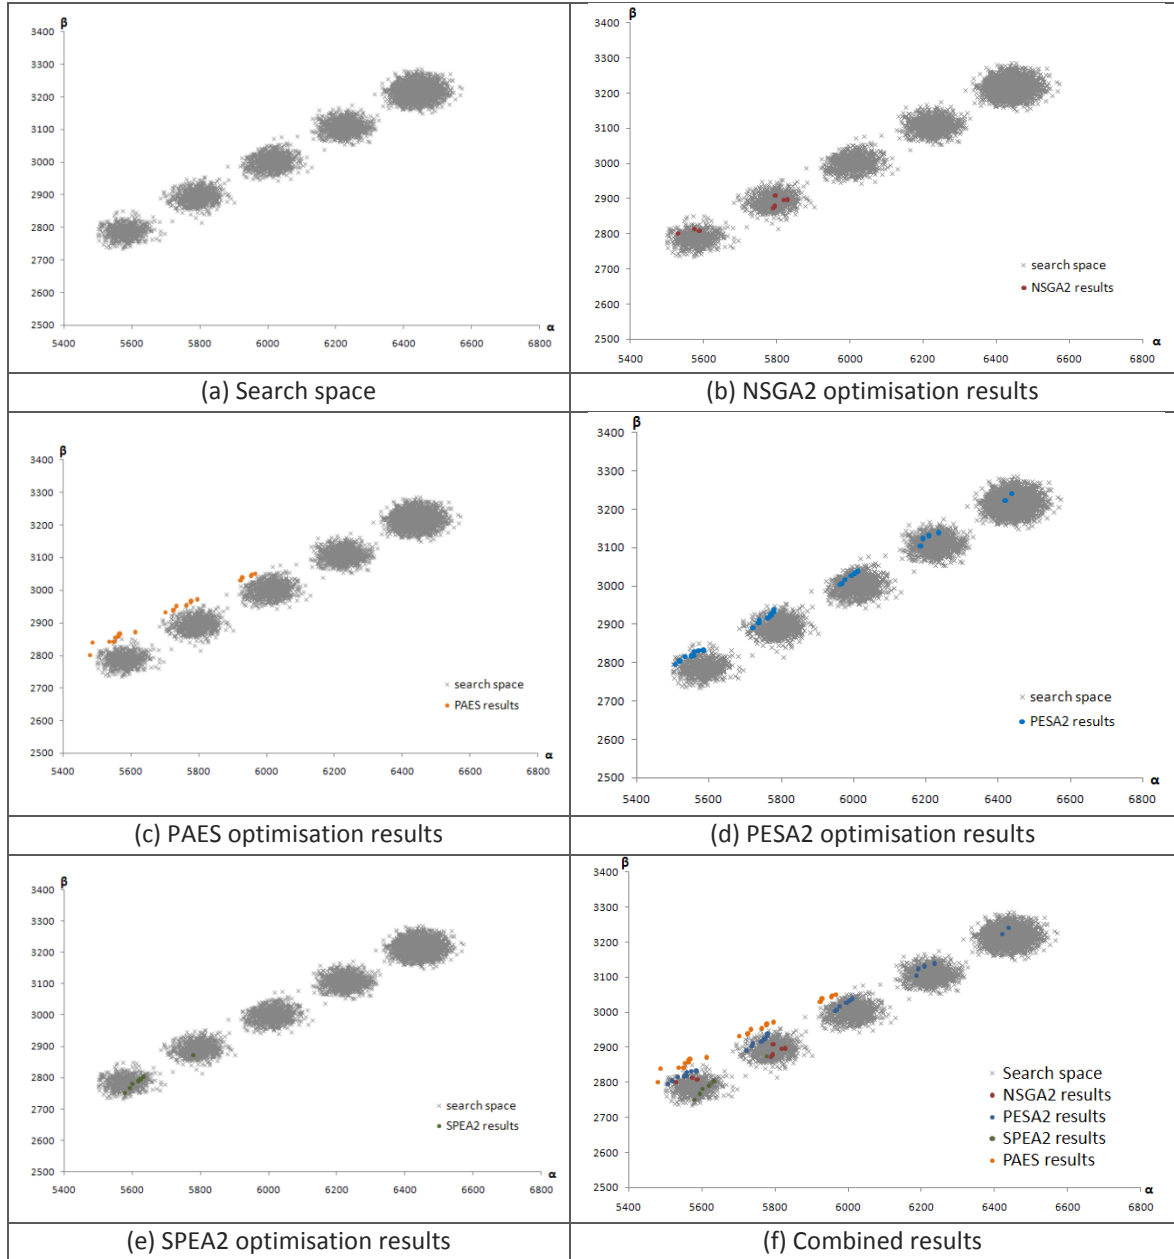 β
3400
3300
3200
3100
3000
2900
2800
2700
2600
2500
5400 5600 5800 6000 6200 6400 6600 6800
α
(a) Search space
β
3400
3300
3200
3100
3000
2900
2800
2700
2600
2500
5400 5600 5800 6000 6200 6400 6600 6800
α
search space
NSGA2 results
(b) NSGA2 optimisation results
β
3400
3300
3200
3100
3000
2900
2800
2700
2600
2500
5400 5600 5800 6000 6200 6400 6600 6800
α
search space
PAES results
(c) PAES optimisation results
β
3400
3300
3200
3100
3000
2900
2800
2700
2600
2500
5400 5600 5800 6000 6200 6400 6600 6800
α
search space
PESA2 results
(d) PESA2 optimisation results
β
3400
3300
3200
3100
3000
2900
2800
2700
2600
2500
5400 5600 5800 6000 6200 6400 6600 6800
α
search space
SPEA2 results
(e) SPEA2 optimisation results
β
3400
3300
3200
3100
3000
2900
2800
2700
2600
2500
5400 5600 5800 6000 6200 6400 6600 6800
α
Search space
NSGA2 results
PESA2 results
SPEA2 results
PAES results
(f) Combined results